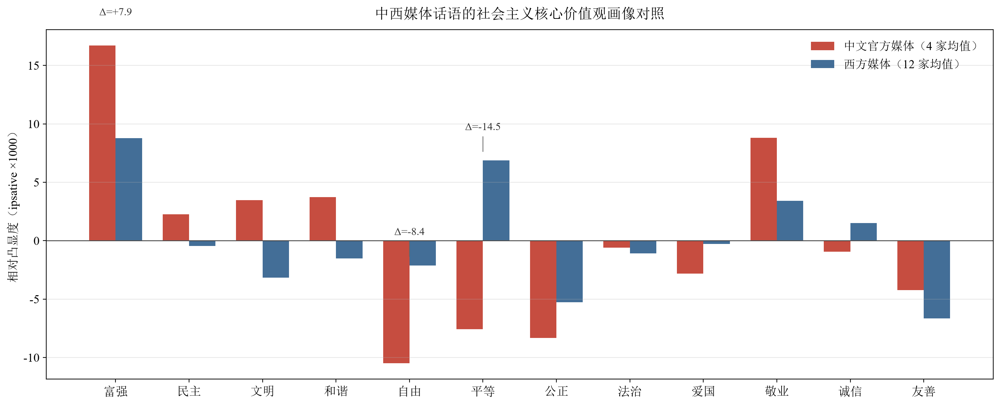 Δ=+7.9
中西媒体话语的社会主义核心价值观画像对照
中文官方媒体（4 家均值）
西方媒体（12 家均值）
相对凸显度（ipsative ×1000）
15
10
5
0
-5
-10
Δ=-14.5
Δ=-8.4
富强 民主 文明 和谐 自由 平等 公正 法治 爱国 敬业 诚信 友善